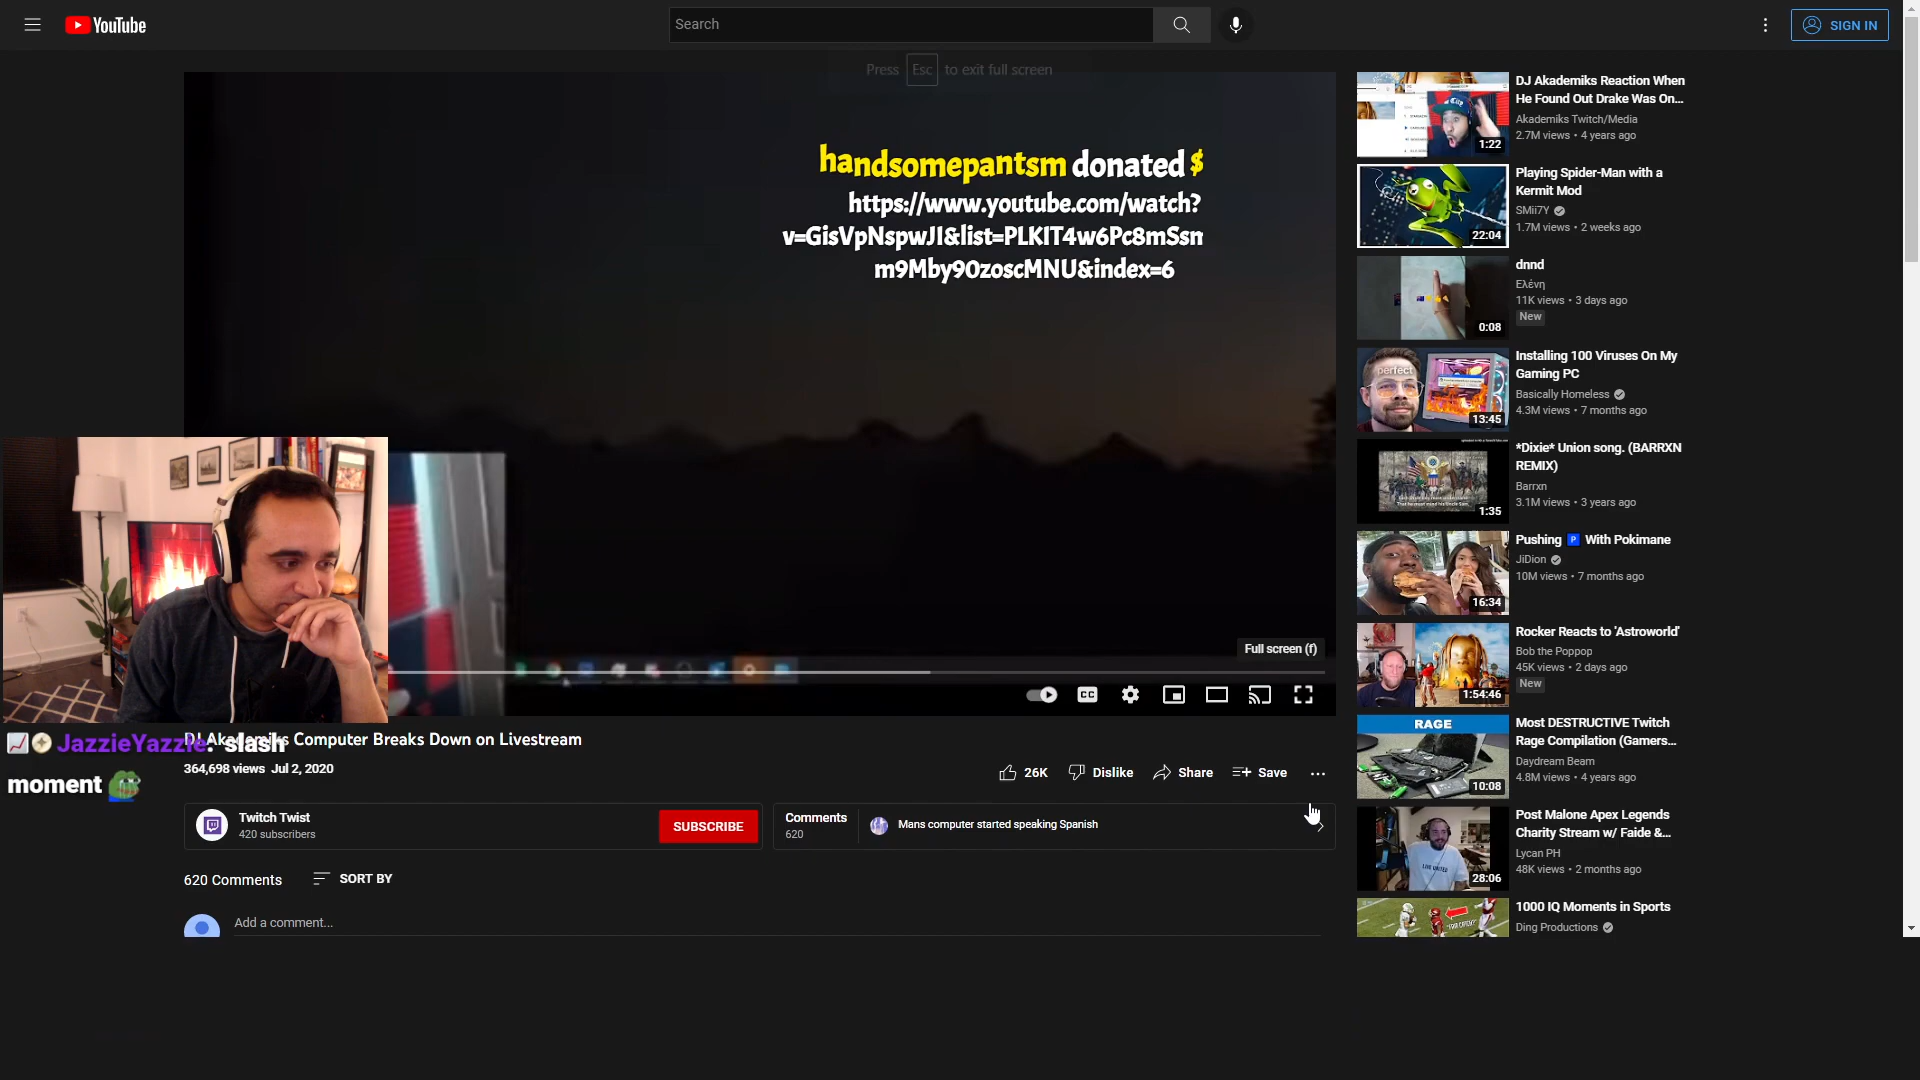 YouTube
Search
SIGN IN
Press Esc to exit full screen
handsomepantsm donated $
https://www.youtube.com/watch?
v=GisVpNspwJI&list=PLKIT4w6Pc8mSsn
m9Mby90zoscMNU&index=6
Full screen (f)
CC
JazzieYazzie: slash
moment
DJ Akademiks Computer Breaks Down on Livestream
364,698 views Jul 2, 2020
26K
Dislike
Share
Save
Twitch Twist
420 subscribers
SUBSCRIBE
Comments
620
Mans computer started speaking Spanish
620 Comments
SORT BY
Add a comment...
1:22
DJ Akademiks Reaction When
He Found Out Drake Was On...
Akademiks Twitch/Media
2.7M views • 4 years ago
22:04
Playing Spider-Man with a
Kermit Mod
SMii7Y
1.7M views • 2 weeks ago
0:08
dnnd
Ελένη
11K views • 3 days ago
New
perfect
13:45
Installing 100 Viruses On My
Gaming PC
Basically Homeless
4.3M views • 7 months ago
1:35
*Dixie* Union song. (BARRXN
REMIX)
Barrxn
3.1M views • 3 years ago
16:34
Pushing 🅿 With Pokimane
JiDion
10M views • 7 months ago
1:54:46
Rocker Reacts to 'Astroworld'
Bob the Poppop
45K views • 2 days ago
New
RAGE
10:08
Most DESTRUCTIVE Twitch
Rage Compilation (Gamers...
Daydream Beam
4.8M views • 4 years ago
28:06
Post Malone Apex Legends
Charity Stream w/ Faide &...
Lycan PH
48K views • 2 months ago
1000 IQ Moments in Sports
Ding Productions